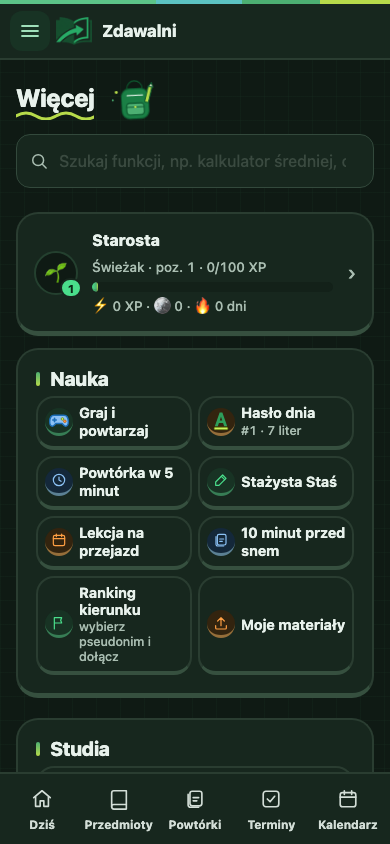 Zdawalni
Więcej
Szukaj funkcji, np. kalkulator średniej,
Starosta
Świeżak · poz. 1 · 0/100 XP
1
⚡ 0 XP · 🪨 0 · 🔥 0 dni
Nauka
Graj i
powtarzaj
Hasło dnia
#1 · 7 liter
Powtórka w 5
minut
Stażysta Staś
Lekcja na
przejazd
10 minut przed
snem
Ranking
kierunku
wybierz
pseudonim i
dołącz
Moje materiały
Studia
Dziś
Przedmioty
Powtórki
Terminy
Kalendarz